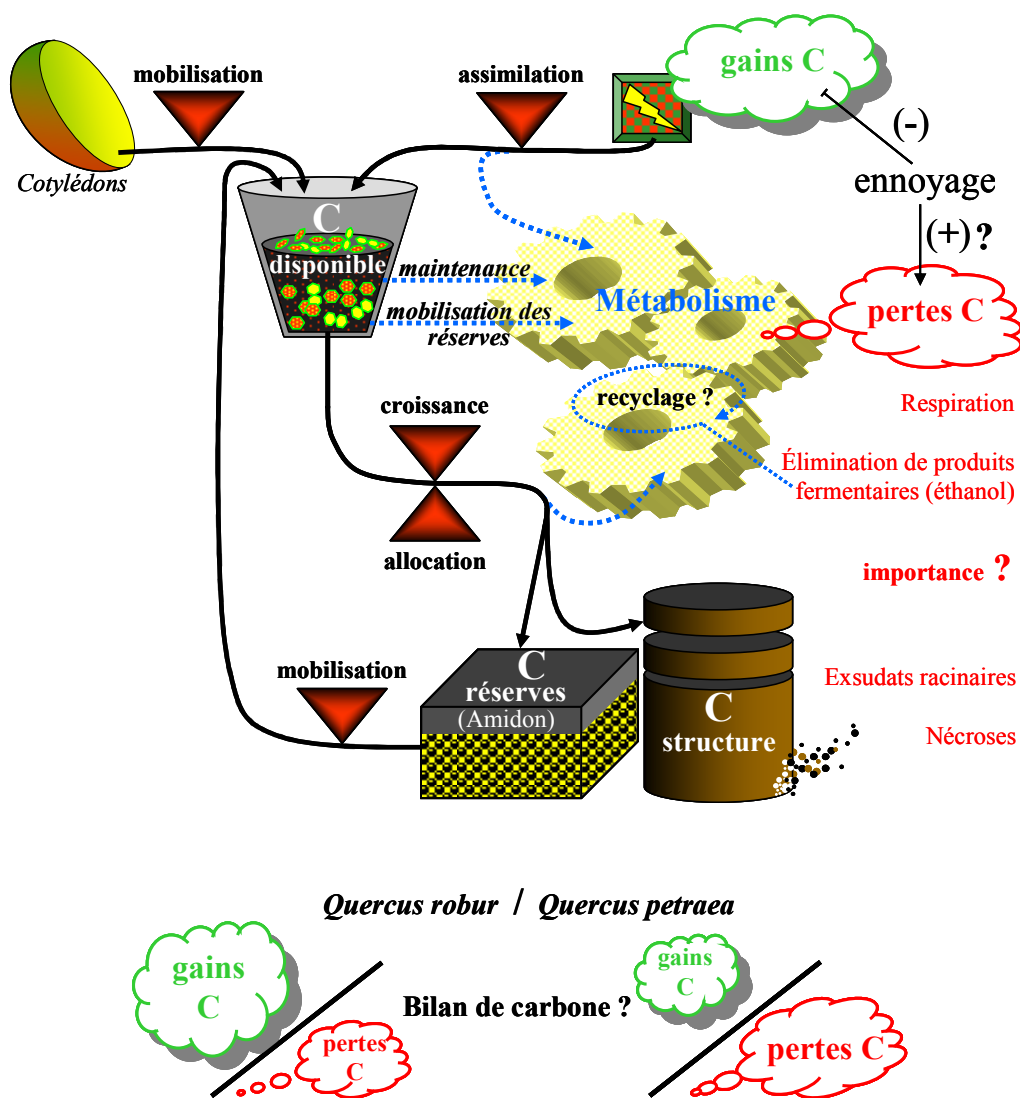 gains C
mobilisation
assimilation
(-)
Cotylédons
ennoyage
C
disponible
(+) ?
maintenance
Métabolisme
pertes C
mobilisation des
réserves
recyclage ?
croissance
Respiration
Élimination de produits
fermentaires (éthanol)
allocation
importance ?
mobilisation
C
réserves
(Amidon)
Exsudats racinaires
C
structure
Nécroses
Quercus robur / Quercus petraea
gains
C
gains
C
Bilan de carbone ?
pertes
C
pertes C